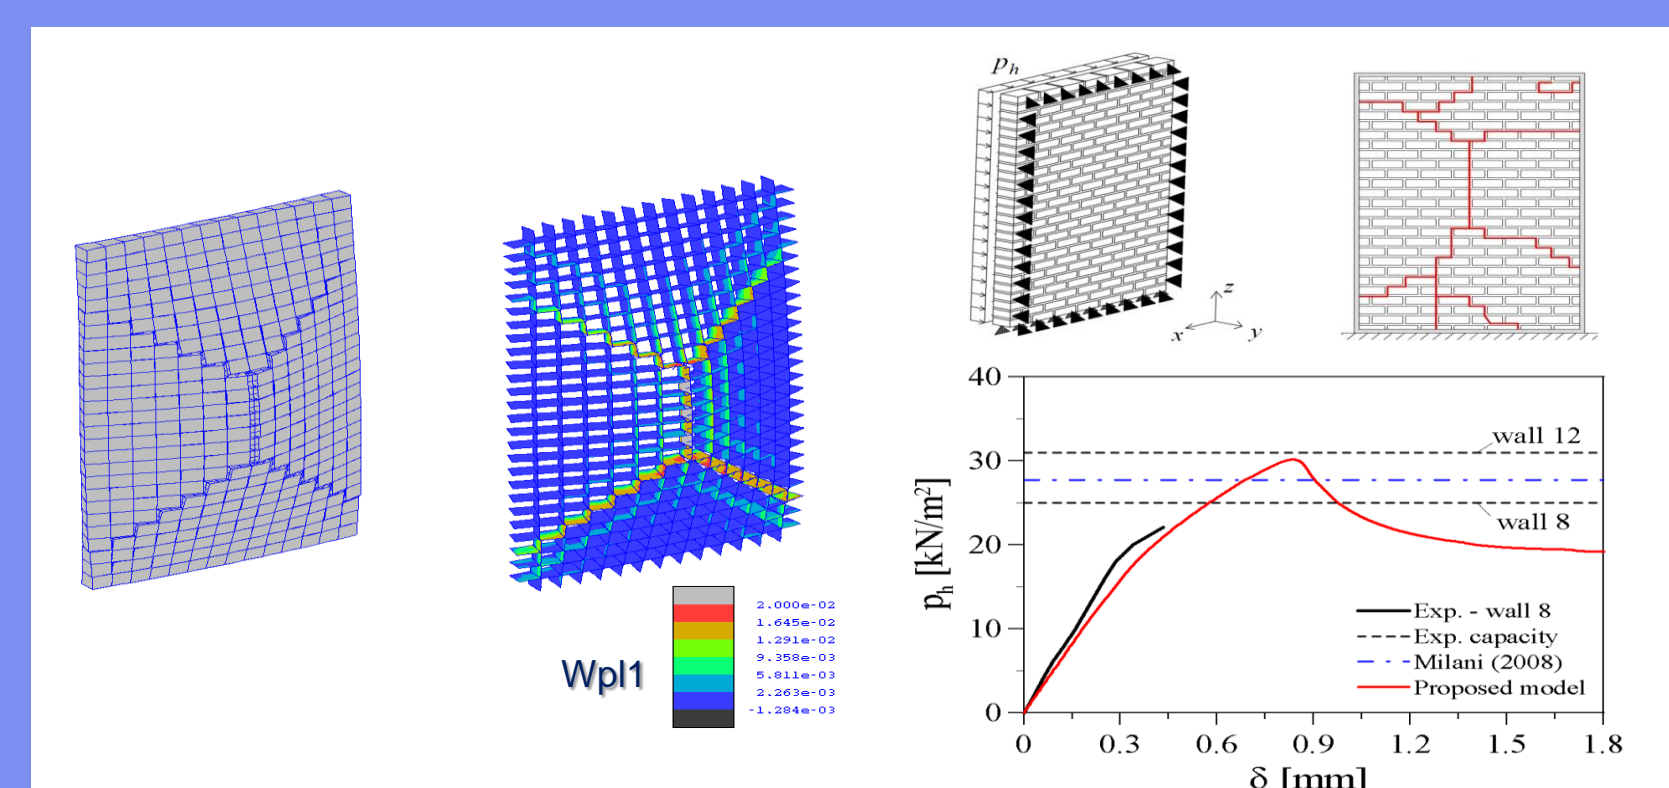 p_h
z
x
y
Wpl1
2.000e-02
1.645e-02
1.291e-02
9.358e-03
5.811e-03
2.263e-03
-1.284e-03
40
30
20
10
0
p_h [kN/m²]
wall 12
wall 8
Exp. - wall 8
Exp. capacity
Milani (2008)
Proposed model
0 0.3 0.6 0.9 1.2 1.5 1.8
δ [mm]